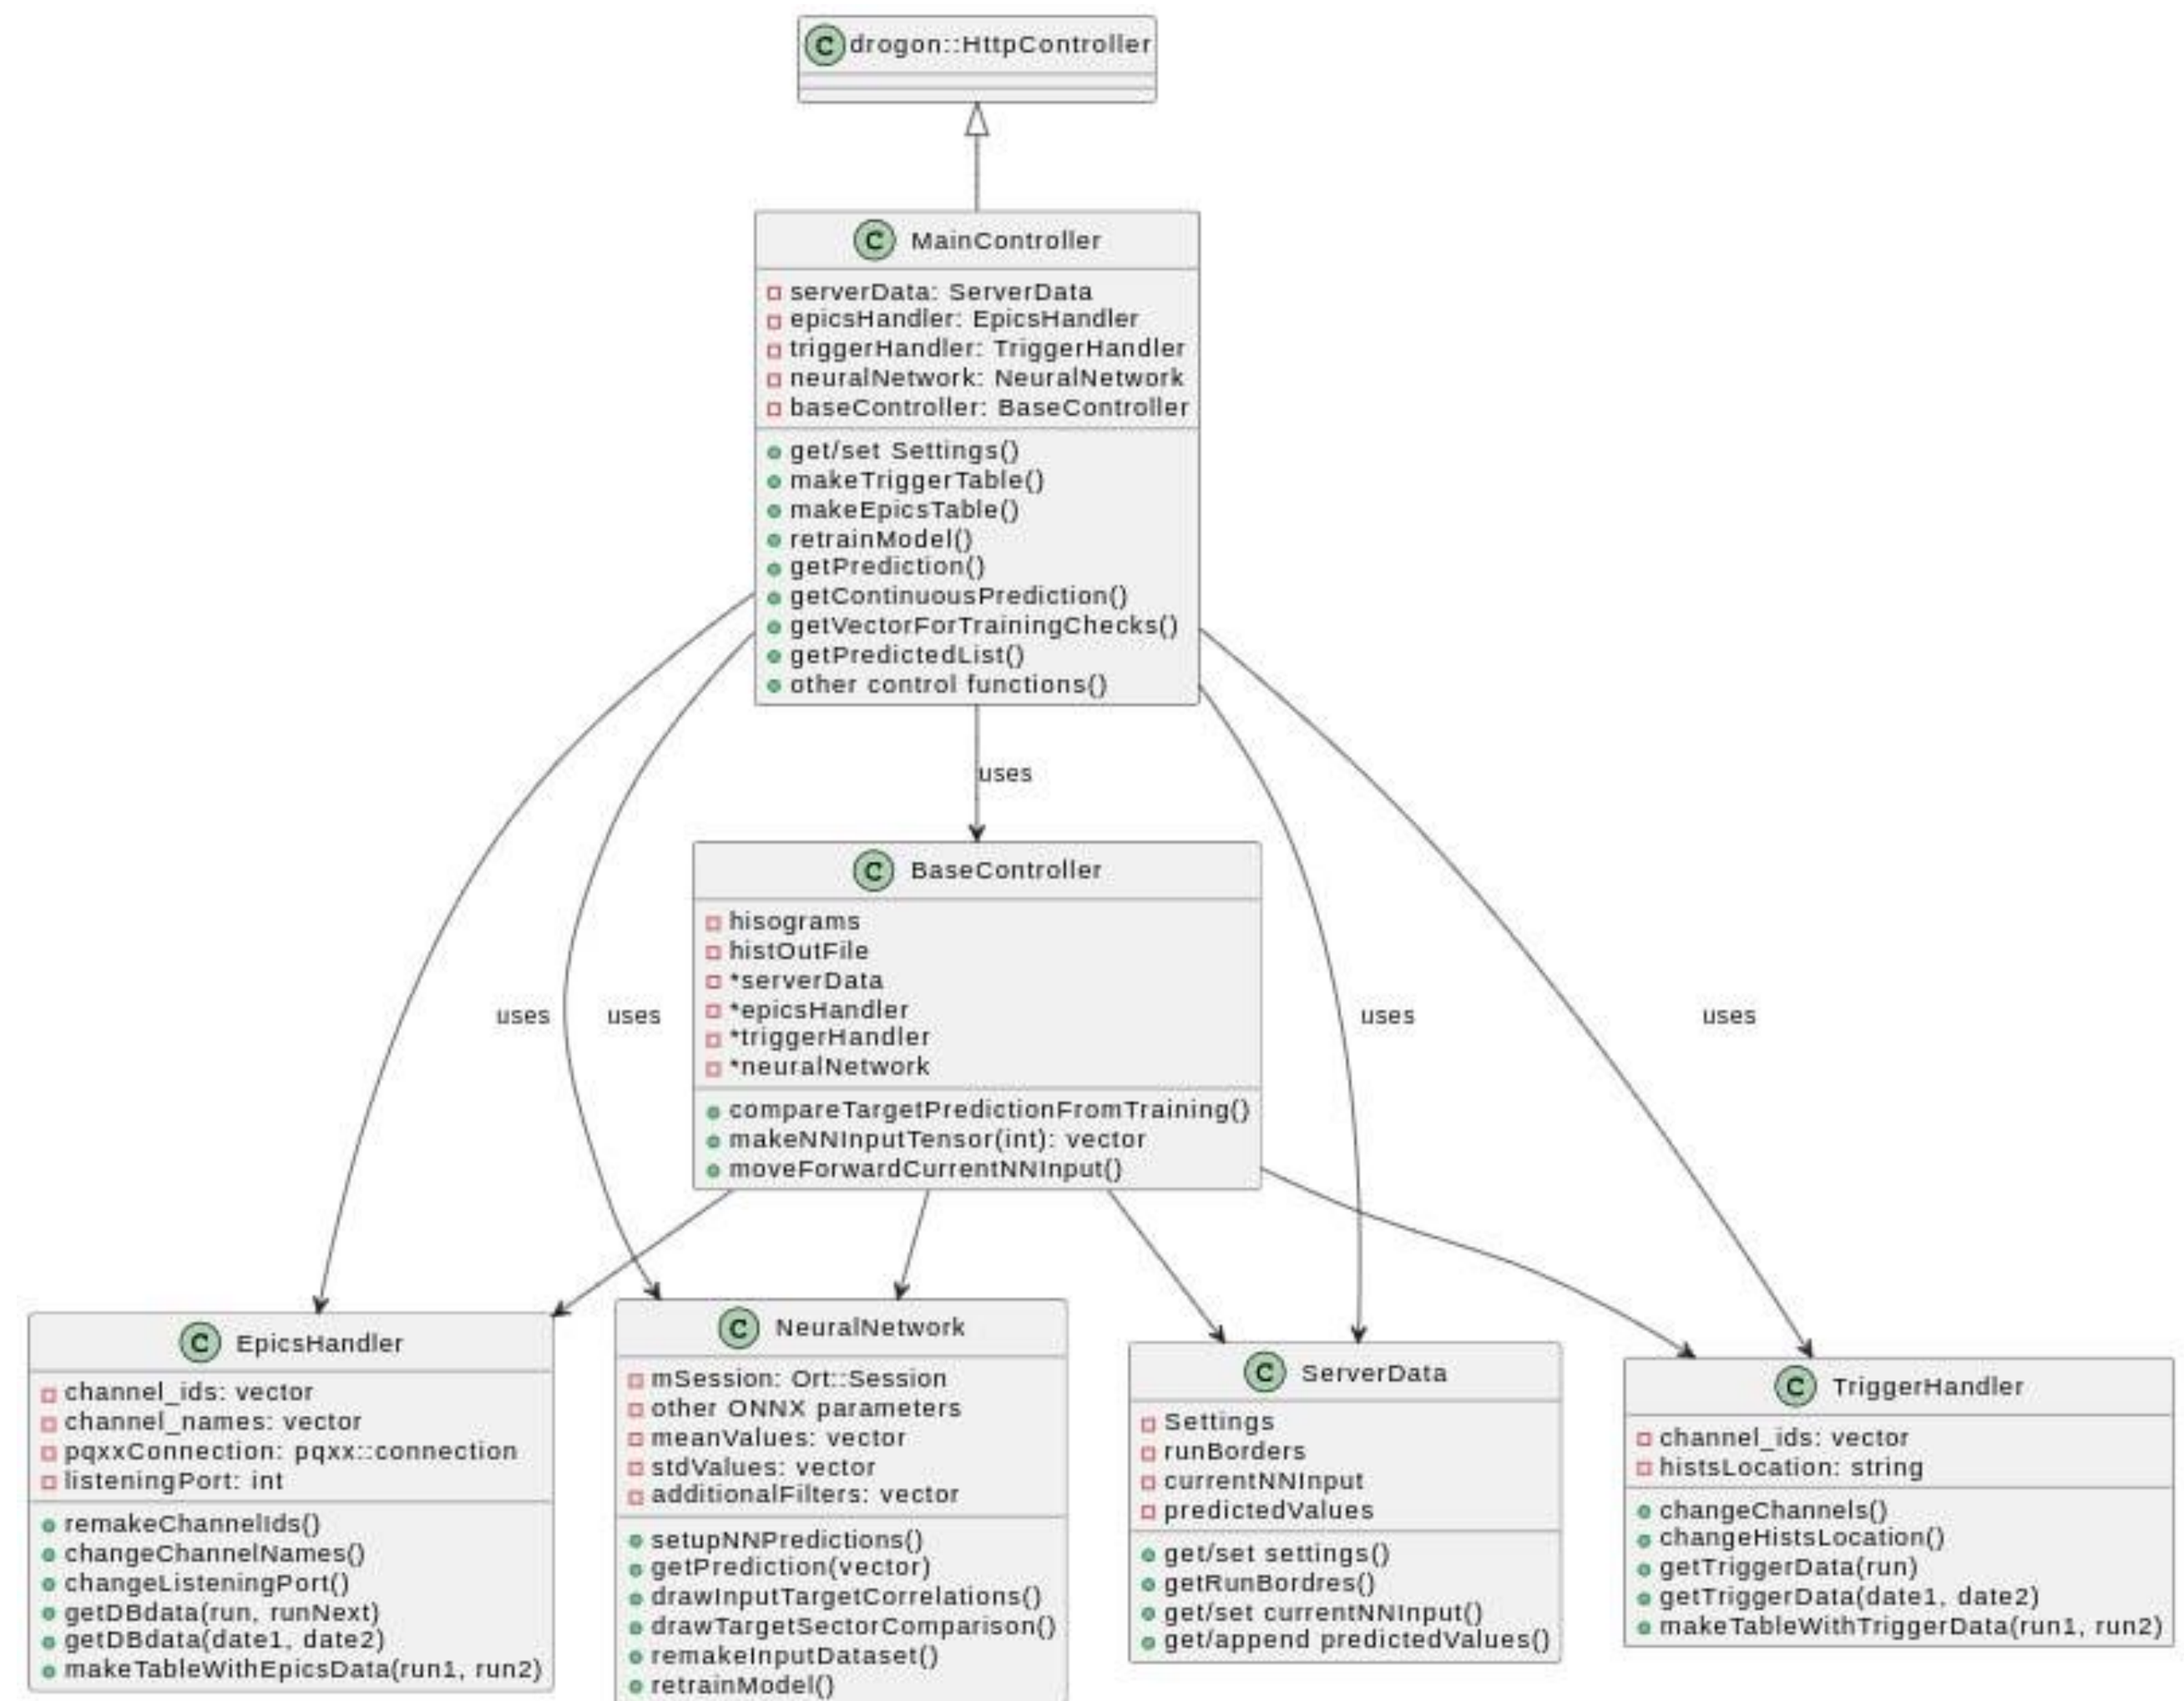 C drogon::HttpController
C MainController
serverData: ServerData
epicsHandler: EpicsHandler
triggerHandler: TriggerHandler
neuralNetwork: NeuralNetwork
baseController: BaseController
get/set Settings()
makeTriggerTable()
makeEpicsTable()
retrainModel()
getPrediction()
getContinuousPrediction()
getVectorForTrainingChecks()
getPredictedList()
other control functions()
uses
C BaseController
hisograms
histOutFile
*serverData
*epicsHandler
*triggerHandler
*neuralNetwork
compareTargetPredictionFromTraining()
makeNNInputTensor(int): vector
moveForwardCurrentNNInput()
uses
uses
uses
uses
C EpicsHandler
channel_ids: vector
channel_names: vector
pqxxConnection: pqxx::connection
listeningPort: int
remakeChannelIds()
changeChannelNames()
changeListeningPort()
getDBdata(run, runNext)
getDBdata(date1, date2)
makeTableWithEpicsData(run1, run2)
C NeuralNetwork
mSession: Ort::Session
other ONNX parameters
meanValues: vector
stdValues: vector
additionalFilters: vector
setupNNPredictions()
getPrediction(vector)
drawInputTargetCorrelations()
drawTargetSectorComparison()
remakeInputDataset()
retrainModel()
C ServerData
Settings
runBorders
currentNNInput
predictedValues
get/set settings()
getRunBordres()
get/set currentNNInput()
get/append predictedValues()
C TriggerHandler
channel_ids: vector
histsLocation: string
changeChannels()
changeHistsLocation()
getTriggerData(run)
getTriggerData(date1, date2)
makeTableWithTriggerData(run1, run2)